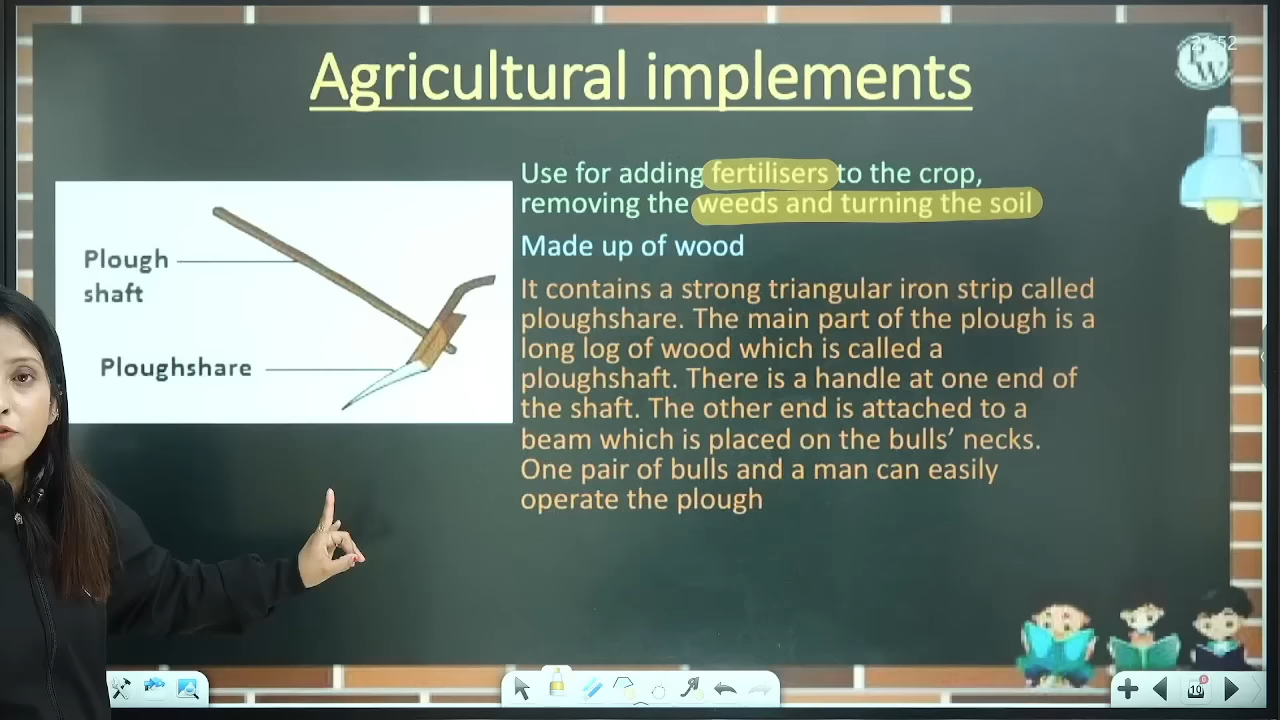 Agricultural implements
21:52
PW
Use for adding fertilisers to the crop,
removing the weeds and turning the soil
Made up of wood
Plough
shaft
Ploughshare
It contains a strong triangular iron strip called
ploughshare. The main part of the plough is a
long log of wood which is called a
ploughshaft. There is a handle at one end of
the shaft. The other end is attached to a
beam which is placed on the bulls’ necks.
One pair of bulls and a man can easily
operate the plough
10